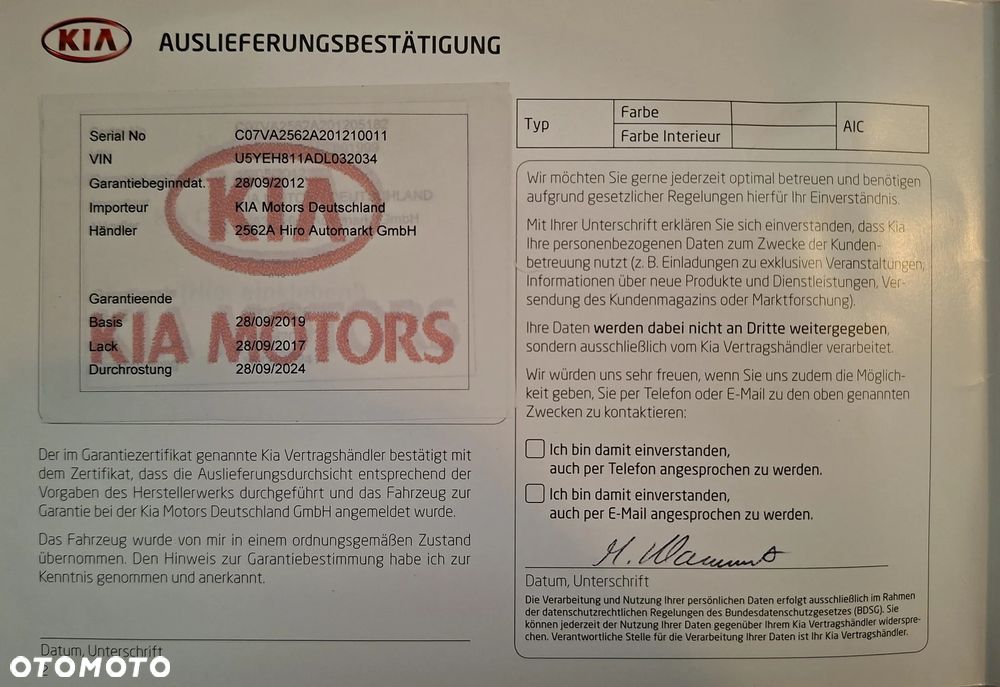 KIA AUSLIEFERUNGSBESTÄTIGUNG
Serial No C07VA2562A201210011
VIN U5YEH811ADL032034
Garantiebeginndat. 28/09/2012
Importeur KIA Motors Deutschland
Händler 2562A Hiro Automarkt GmbH
KIA
Garantieende
Basis 28/09/2019
Lack 28/09/2017
Durchrostung 28/09/2024
KIA MOTORS
Der im Garantiezertifikat genannte Kia Vertragshändler bestätigt mit
dem Zertifikat, dass die Auslieferungsdurchsicht entsprechend der
Vorgaben des Herstellerwerks durchgeführt und das Fahrzeug zur
Garantie bei der Kia Motors Deutschland GmbH angemeldet wurde.
Das Fahrzeug wurde von mir in einem ordnungsgemäßen Zustand
übernommen. Den Hinweis zur Garantiebestimmung habe ich zur
Kenntnis genommen und anerkannt.
Datum, Unterschrift
2
Typ
Farbe
Farbe Interieur
AIC
Wir möchten Sie gerne jederzeit optimal betreuen und benötigen
aufgrund gesetzlicher Regelungen hierfür Ihr Einverständnis.
Mit Ihrer Unterschrift erklären Sie sich einverstanden, dass Kia
Ihre personenbezogenen Daten zum Zwecke der Kunden-
betreuung nutzt (z. B. Einladungen zu exklusiven Veranstaltungen,
Informationen über neue Produkte und Dienstleistungen, Ver-
sendung des Kundenmagazins oder Marktforschung).
Ihre Daten werden dabei nicht an Dritte weitergegeben,
sondern ausschließlich vom Kia Vertragshändler verarbeitet.
Wir würden uns sehr freuen, wenn Sie uns zudem die Möglich-
keit geben, Sie per Telefon oder E-Mail zu den oben genannten
Zwecken zu kontaktieren:
Ich bin damit einverstanden,
auch per Telefon angesprochen zu werden.
Ich bin damit einverstanden,
auch per E-Mail angesprochen zu werden.
Datum, Unterschrift
Die Verarbeitung und Nutzung Ihrer persönlichen Daten erfolgt ausschließlich im Rahmen
der datenschutzrechtlichen Regelungen des Bundesdatenschutzgesetzes (BDSG). Sie
können jederzeit der Nutzung Ihrer Daten gegenüber Ihrem Kia Vertragshändler widerspre-
chen. Verantwortliche Stelle für die Verarbeitung Ihrer Daten ist Ihr Kia Vertragshändler.
OTOMOTO